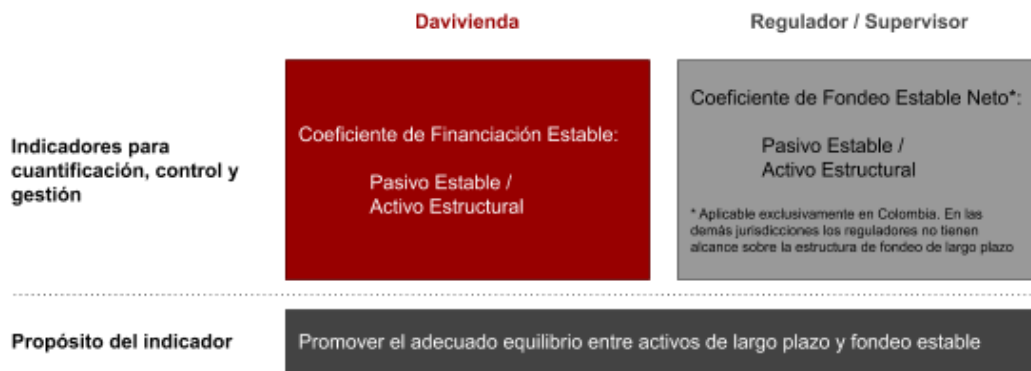 Davivienda
Regulador / Supervisor
Indicadores para
cuantificación, control y
gestión
Coeficiente de Financiación Estable:
Pasivo Estable /
Activo Estructural
Coeficiente de Fondeo Estable Neto*:
Pasivo Estable /
Activo Estructural
* Aplicable exclusivamente en Colombia. En las
demás jurisdicciones los reguladores no tienen
alcance sobre la estructura de fondeo de largo plazo
Propósito del indicador
Promover el adecuado equilibrio entre activos de largo plazo y fondeo estable